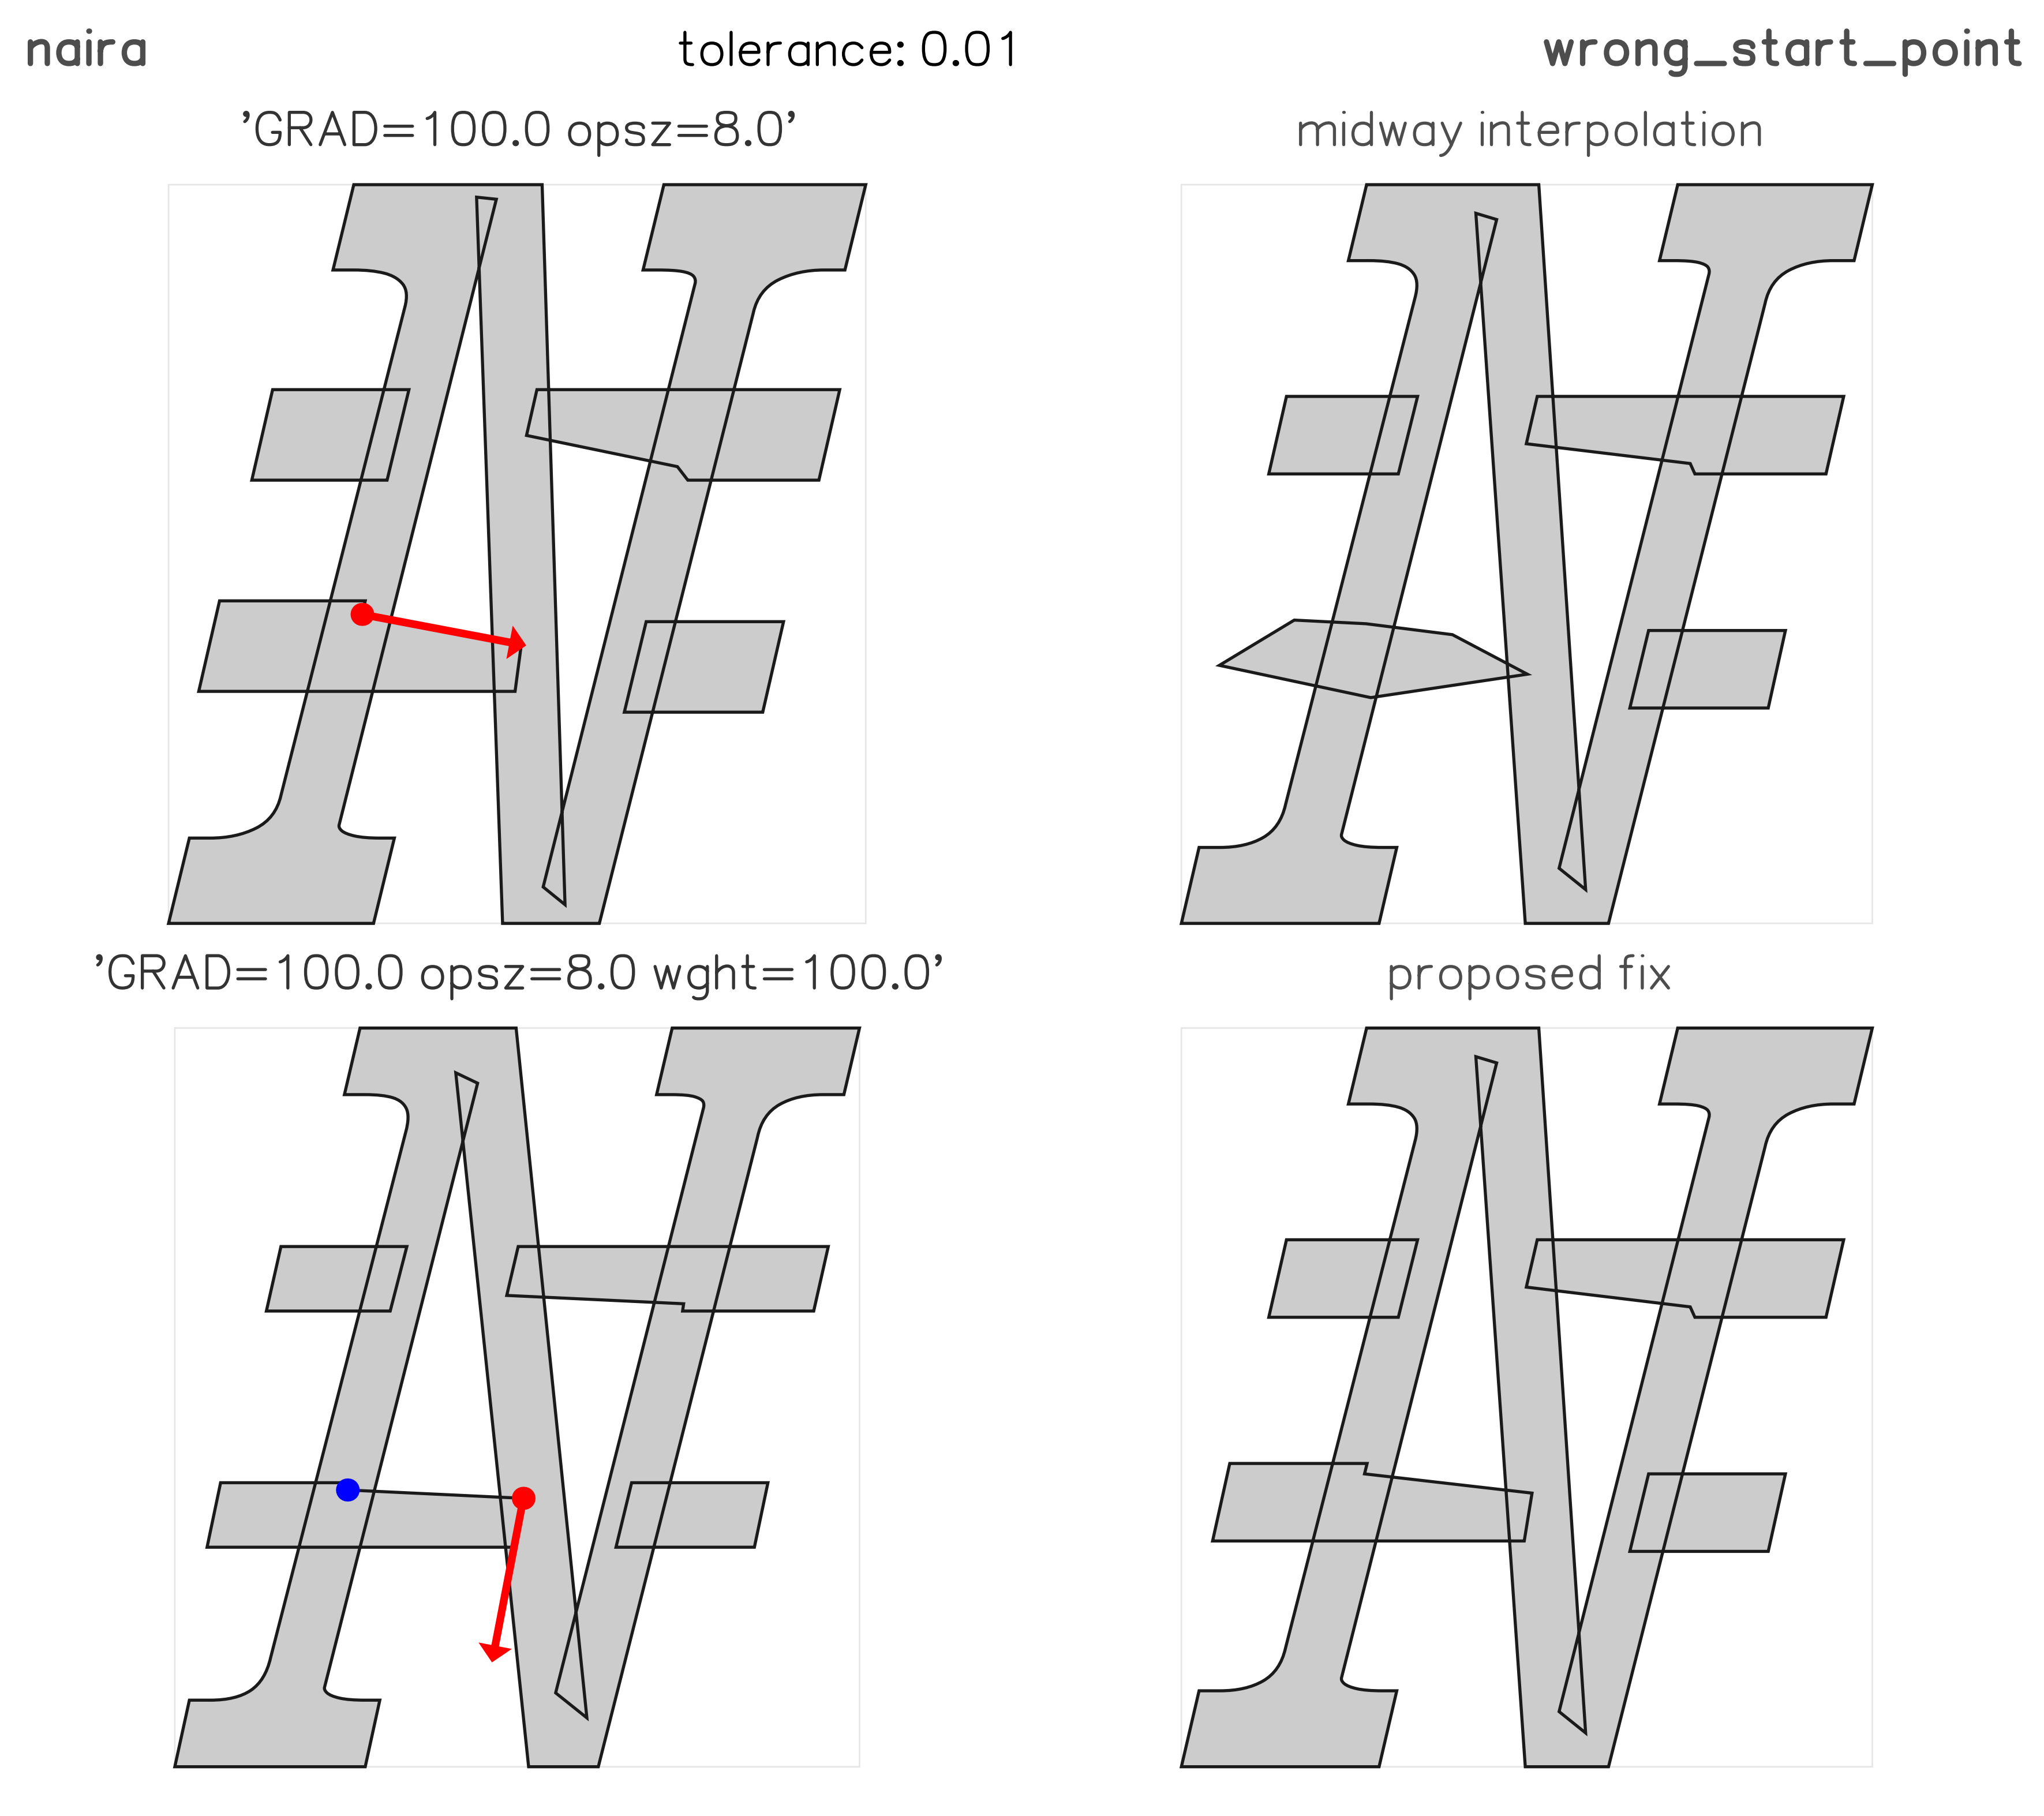 naira
tolerance: 0.01
wrong_start_point
'GRAD=100.0 opsz=8.0'
midway interpolation
'GRAD=100.0 opsz=8.0 wght=100.0'
proposed fix